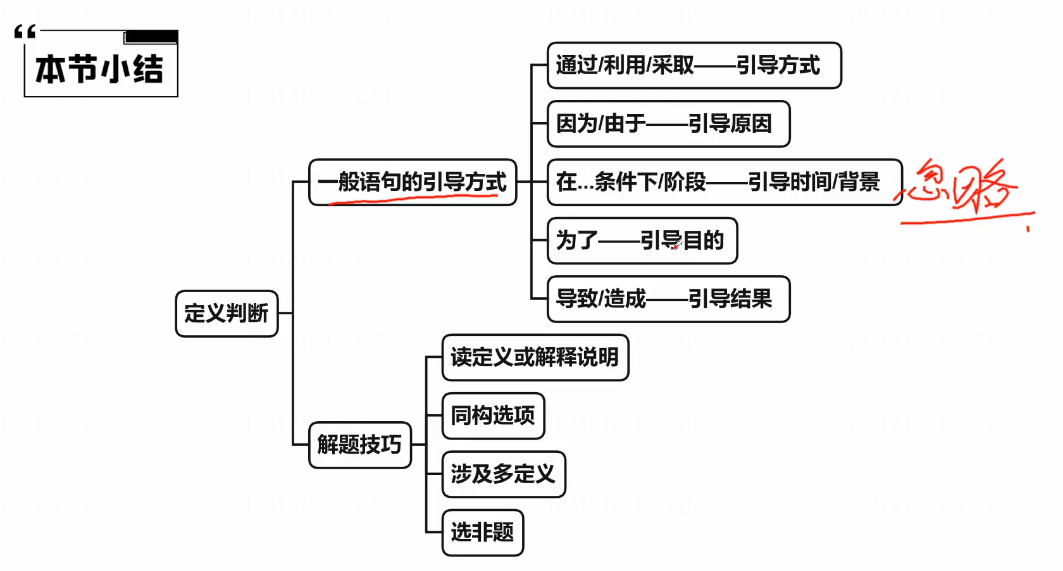 本节小结
通过/利用/采取——引导方式
因为/由于——引导原因
一般语句的引导方式
在...条件下/阶段——引导时间/背景
忽略
为了——引导目的
导致/造成——引导结果
定义判断
读定义或解释说明
同构选项
解题技巧
涉及多定义
选非题